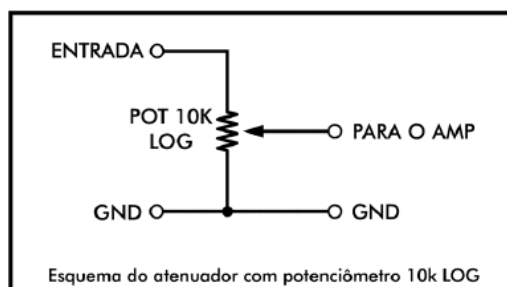 ENTRADA
POT 10K
LOG
PARA O AMP
GND
GND
Esquema do atenuador com potenciômetro 10k LOG